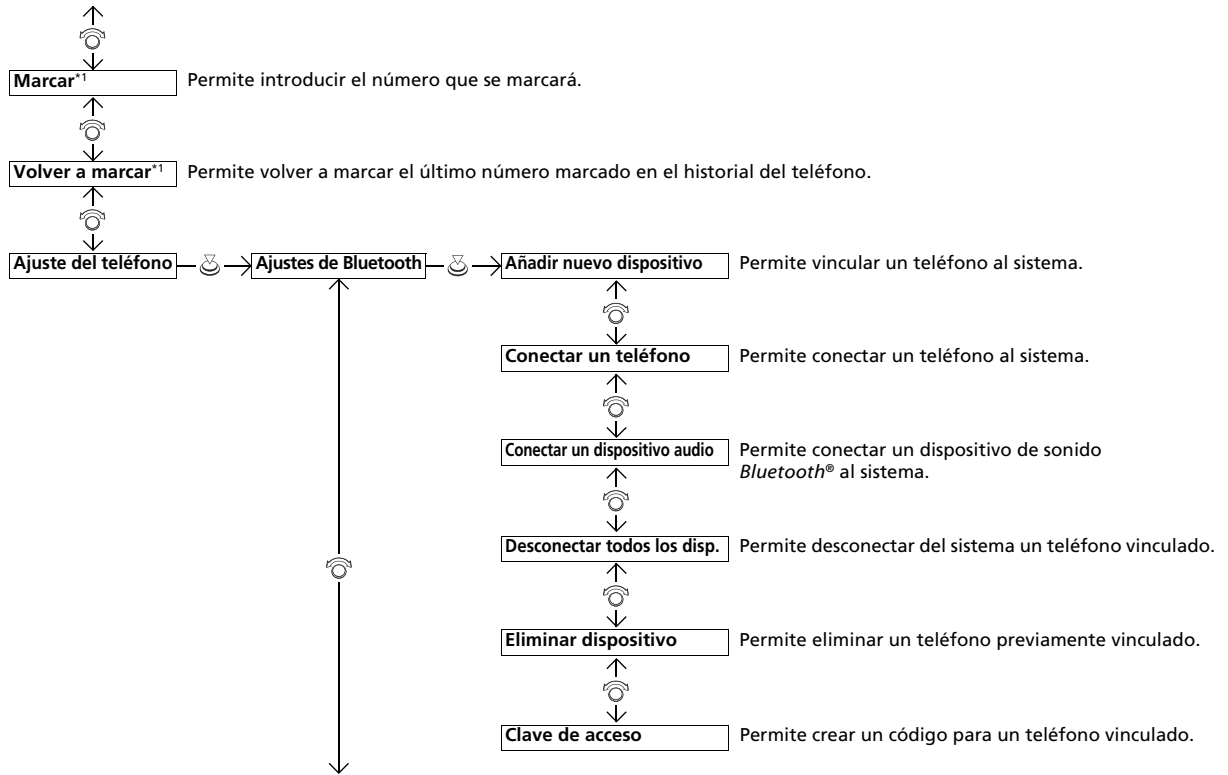 Marcar*1 Permite introducir el número que se marcará.
Volver a marcar*1 Permite volver a marcar el último número marcado en el historial del teléfono.
Ajuste del teléfono Ajustes de Bluetooth Añadir nuevo dispositivo Permite vincular un teléfono al sistema.
Conectar un teléfono Permite conectar un teléfono al sistema.
Conectar un dispositivo audio Permite conectar un dispositivo de sonido
Bluetooth® al sistema.
Desconectar todos los disp. Permite desconectar del sistema un teléfono vinculado.
Eliminar dispositivo Permite eliminar un teléfono previamente vinculado.
Clave de acceso Permite crear un código para un teléfono vinculado.